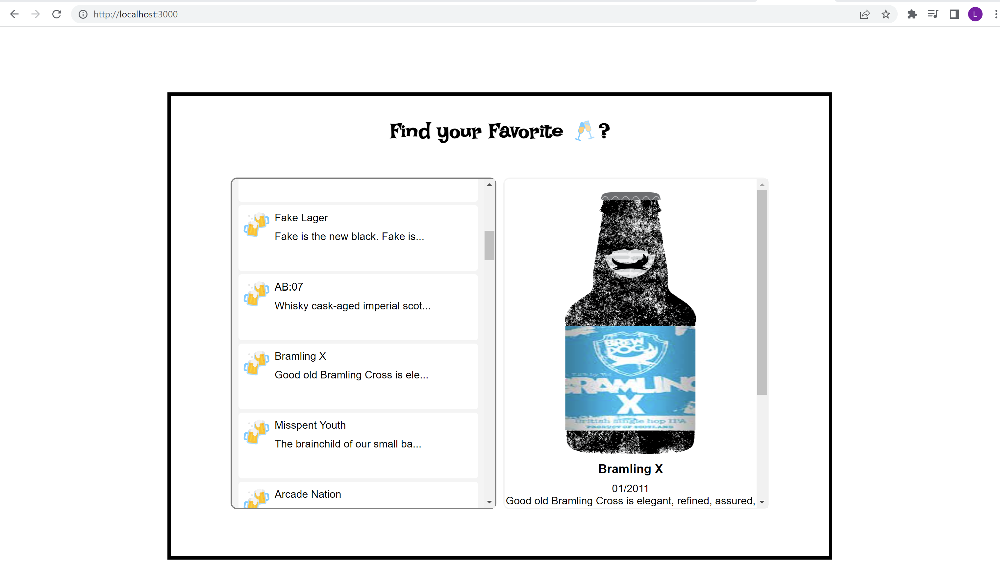 http://localhost:3000
L
Find your Favorite 🥂?
Fake Lager
Fake is the new black. Fake is...
AB:07
Whisky cask-aged imperial scot...
Bramling X
Good old Bramling Cross is ele...
Misspent Youth
The brainchild of our small ba...
Arcade Nation
BREW
DOG
BRAMLING
X
British single hop IPA
PRODUCT OF SCOTLAND
Bramling X
01/2011
Good old Bramling Cross is elegant, refined, assured,